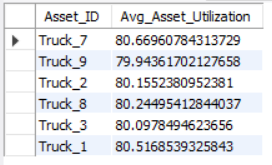 Asset_ID Avg_Asset_Utilization
Truck_7 80.66960784313729
Truck_9 79.94361702127658
Truck_2 80.1552380952381
Truck_8 80.24495412844037
Truck_3 80.0978494623656
Truck_1 80.5168539325843